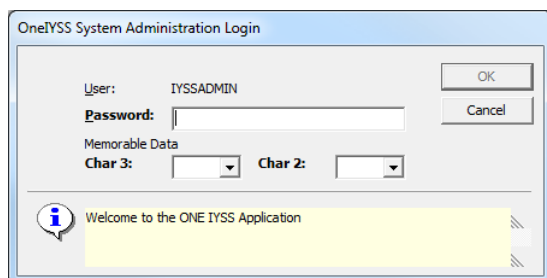 OneIYSS System Administration Login
User: IYSSADMIN
OK
Password:
Cancel
Memorable Data
Char 3: Char 2:
Welcome to the ONE IYSS Application